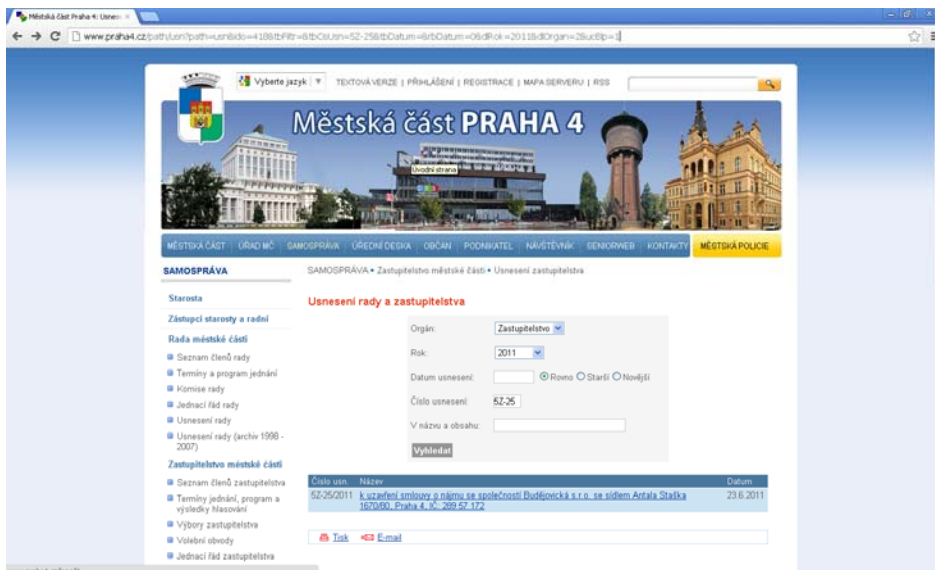 Městská část Praha 4: Usnes
www.praha4.cz/path/usn?path=usn&ido=418&tbFiltr=&tbCisUsn=5Z-25&tbDatum=&rbDatum=0&dlRok=2011&dlOrgan=2&uclp=1
Vyberte jazyk
TEXTOVÁ VERZE | PŘIHLÁŠENÍ | REGISTRACE | MAPA SERVERU | RSS
Městská část PRAHA 4
Úvodní strana
MĚSTSKÁ ČÁST ÚŘAD MČ SAMOSPRÁVA ÚŘEDNÍ DESKA OBČAN PODNIKATEL NÁVŠTĚVNÍK SENIORWEB KONTAKTY MĚSTSKÁ POLICIE
SAMOSPRÁVA
Starosta
Zástupci starosty a radní
Rada městské části
Seznam členů rady
Termíny a program jednání
Komise rady
Jednací řád rady
Usnesení rady
Usnesení rady (archiv 1998 -
2007)
Zastupitelstvo městské části
Seznam členů zastupitelstva
Termíny jednání, program a
výsledky hlasování
Výbory zastupitelstva
Volební obvody
Jednací řád zastupitelstva
SAMOSPRÁVA • Zastupitelstvo městské části • Usnesení zastupitelstva
Usnesení rady a zastupitelstva
Orgán: Zastupitelstvo
Rok: 2011
Datum usnesení: Rovno Starší Novější
Číslo usnesení: 5Z-25
V názvu a obsahu:
Vyhledat
Číslo usn. Název Datum
5Z-25/2011 k uzavření smlouvy o nájmu se společností Budějovická s.r.o. se sídlem Antala Staška 23.6.2011
1670/80, Praha 4, IČ: 289 57 172
Tisk E-mail